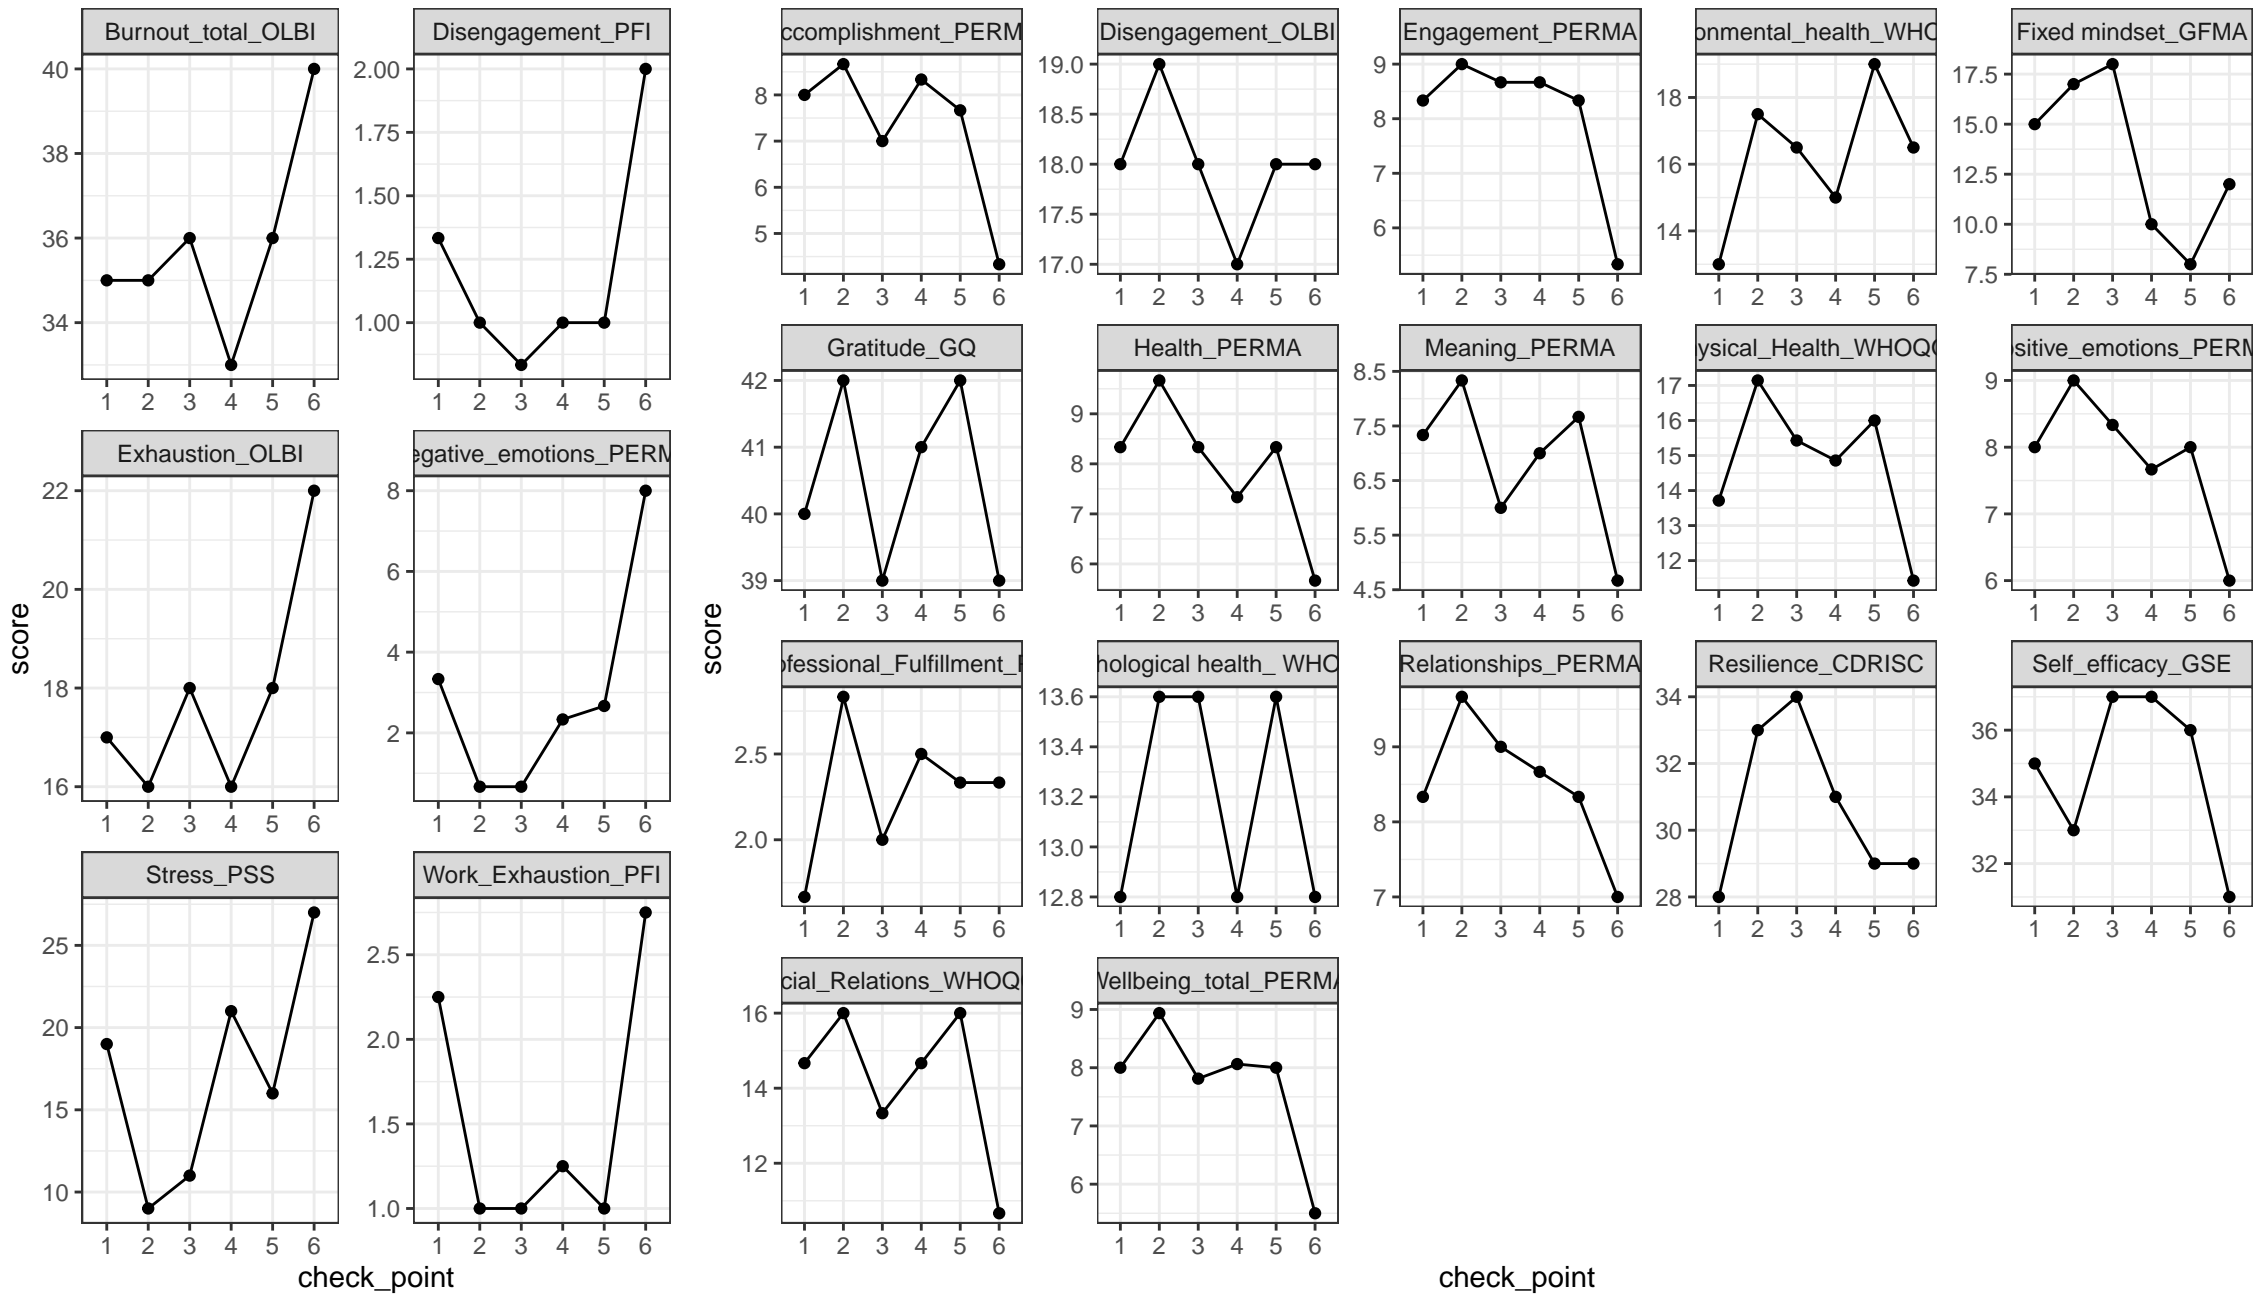 Burnout_total_OLBI
40
38
36
34
1 2 3 4 5 6
Disengagement_PFI
2.00
1.75
1.50
1.25
1.00
1 2 3 4 5 6
Exhaustion_OLBI
22
20
18
16
1 2 3 4 5 6
egative_emotions_PERM
8
6
4
2
1 2 3 4 5 6
Stress_PSS
25
20
15
10
1 2 3 4 5 6
Work_Exhaustion_PFI
2.5
2.0
1.5
1.0
1 2 3 4 5 6
score
check_point
ccomplishment_PERM
8
7
6
5
1 2 3 4 5 6
Disengagement_OLBI
19.0
18.5
18.0
17.5
17.0
1 2 3 4 5 6
Engagement_PERMA
9
8
7
6
1 2 3 4 5 6
onmental_health_WHO
18
16
14
1 2 3 4 5 6
Fixed mindset_GFMA
17.5
15.0
12.5
10.0
7.5
1 2 3 4 5 6
Gratitude_GQ
42
41
40
39
1 2 3 4 5 6
Health_PERMA
9
8
7
6
1 2 3 4 5 6
Meaning_PERMA
8.5
7.5
6.5
5.5
4.5
1 2 3 4 5 6
ysical_Health_WHOQO
17
16
15
14
13
12
1 2 3 4 5 6
sitive_emotions_PERM
9
8
7
6
1 2 3 4 5 6
ofessional_Fulfillment_P
2.5
2.0
1 2 3 4 5 6
hological health_ WHO
13.6
13.4
13.2
13.0
12.8
1 2 3 4 5 6
Relationships_PERMA
9
8
7
1 2 3 4 5 6
Resilience_CDRISC
34
32
30
28
1 2 3 4 5 6
Self_efficacy_GSE
36
34
32
1 2 3 4 5 6
cial_Relations_WHOQO
16
14
12
1 2 3 4 5 6
Wellbeing_total_PERMA
9
8
7
6
1 2 3 4 5 6
score
check_point